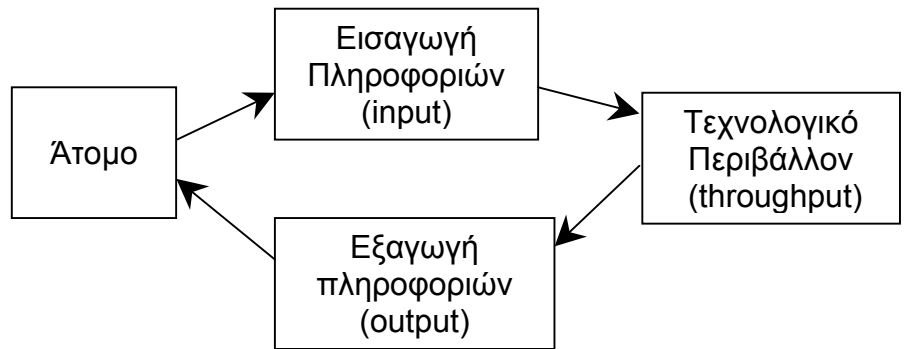 Άτομο
Εισαγωγή
Πληροφοριών
(input)
Τεχνολογικό
Περιβάλλον
(throughput)
Εξαγωγή
πληροφοριών
(output)